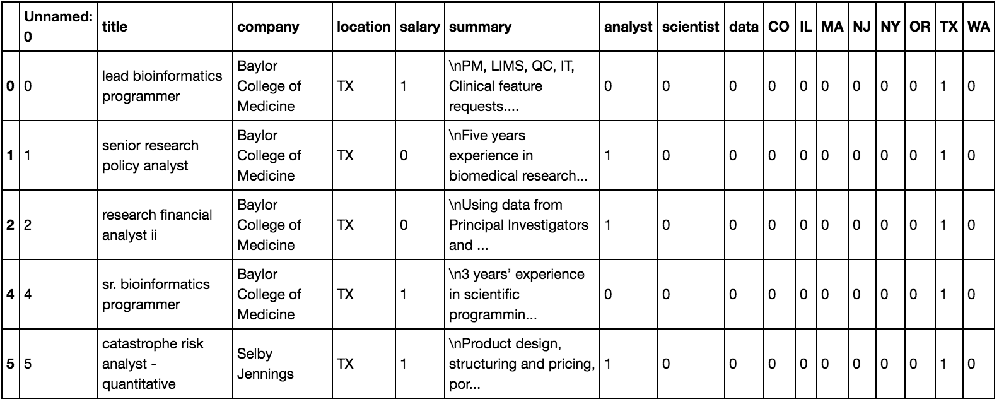 Unnamed: 0 title company location salary summary analyst scientist data CO IL MA NJ NY OR TX WA
0 0 lead bioinformatics programmer Baylor College of Medicine TX 1 \nPM, LIMS, QC, IT, Clinical feature requests.... 0 0 0 0 0 0 0 0 0 1 0
1 1 senior research policy analyst Baylor College of Medicine TX 0 \nFive years experience in biomedical research... 1 0 0 0 0 0 0 0 0 1 0
2 2 research financial analyst ii Baylor College of Medicine TX 0 \nUsing data from Principal Investigators and ... 1 0 0 0 0 0 0 0 0 1 0
4 4 sr. bioinformatics programmer Baylor College of Medicine TX 1 \n3 years’ experience in scientific programmin... 0 0 0 0 0 0 0 0 0 1 0
5 5 catastrophe risk analyst - quantitative Selby Jennings TX 1 \nProduct design, structuring and pricing, por... 1 0 0 0 0 0 0 0 0 1 0